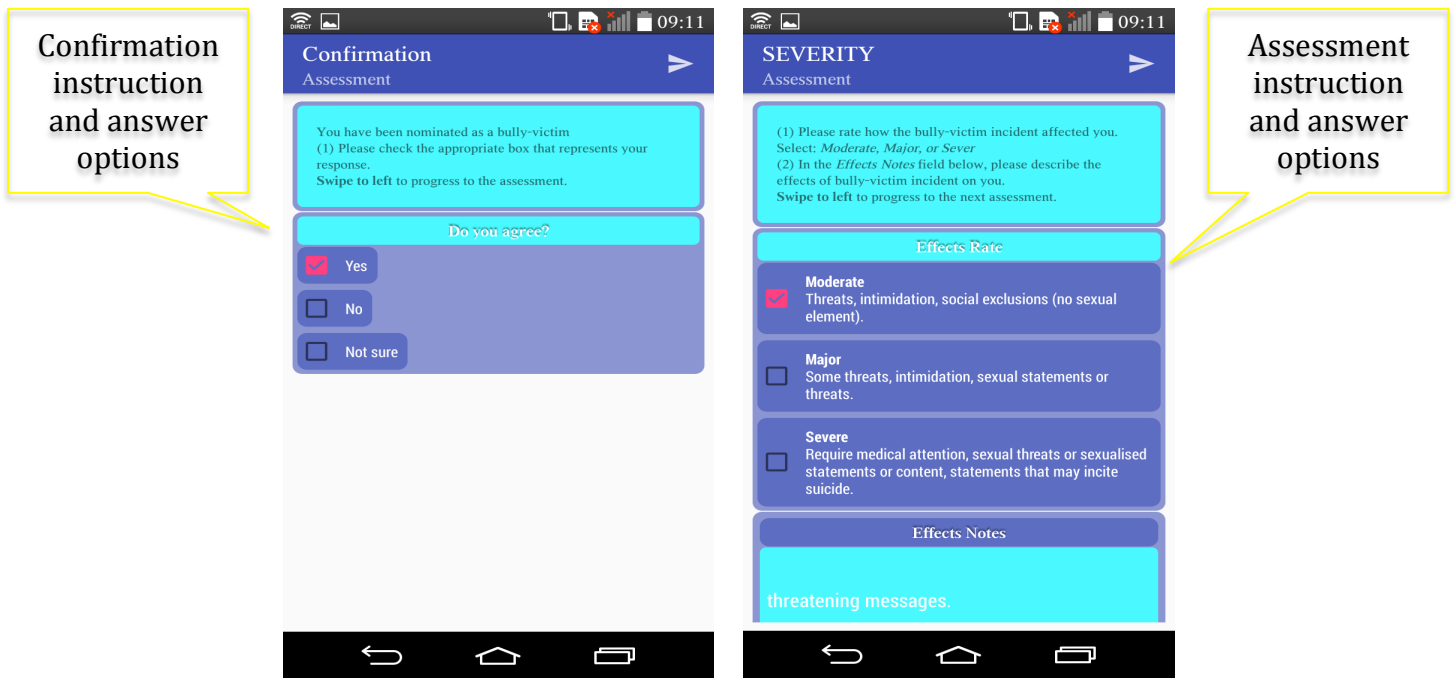 Confirmation
instruction
and answer
options
DIRECT
09:11
Confirmation
Assessment
You have been nominated as a bully-victim
(1) Please check the appropriate box that represents your
response.
Swipe to left to progress to the assessment.
Do you agree?
Yes
No
Not sure
DIRECT
09:11
SEVERITY
Assessment
(1) Please rate how the bully-victim incident affected you.
Select: Moderate, Major, or Sever
(2) In the Effects Notes field below, please describe the
effects of bully-victim incident on you.
Swipe to left to progress to the next assessment.
Effects Rate
Moderate
Threats, intimidation, social exclusions (no sexual
element).
Major
Some threats, intimidation, sexual statements or
threats.
Severe
Require medical attention, sexual threats or sexualised
statements or content, statements that may incite
suicide.
Effects Notes
threatening messages.
Assessment
instruction
and answer
options